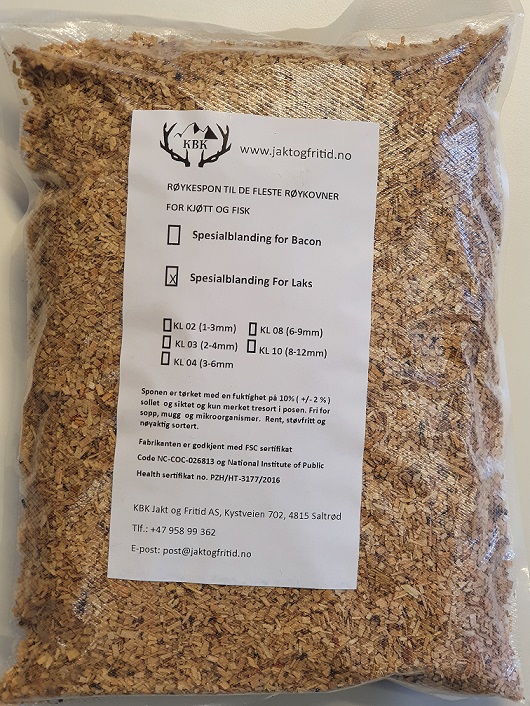 KBK
www.jaktogfritid.no
RØYKESPON TIL DE FLESTE RØYKOVNER
FOR KJØTT OG FISK
Spesialblanding for Bacon
X Spesialblanding For Laks
KL 02 (1-3mm) KL 08 (6-9mm)
KL 03 (2-4mm) KL 10 (8-12mm)
KL 04 (3-6mm
Sponen er tørket med en fuktighet på 10% ( +/- 2 % )
sollet og siktet og kun merket tresort i posen. Fri for
sopp, mugg og mikroorganismer. Rent, støvfritt og
nøyaktig sortert.
Fabrikanten er godkjent med FSC sertifikat
Code NC-COC-026813 og National Institute of Public
Health sertifikat no. PZH/HT-3177/2016
KBK Jakt og Fritid AS, Kystveien 702, 4815 Saltrød
Tlf.: +47 958 99 362
E-post: post@jaktogfritid.no